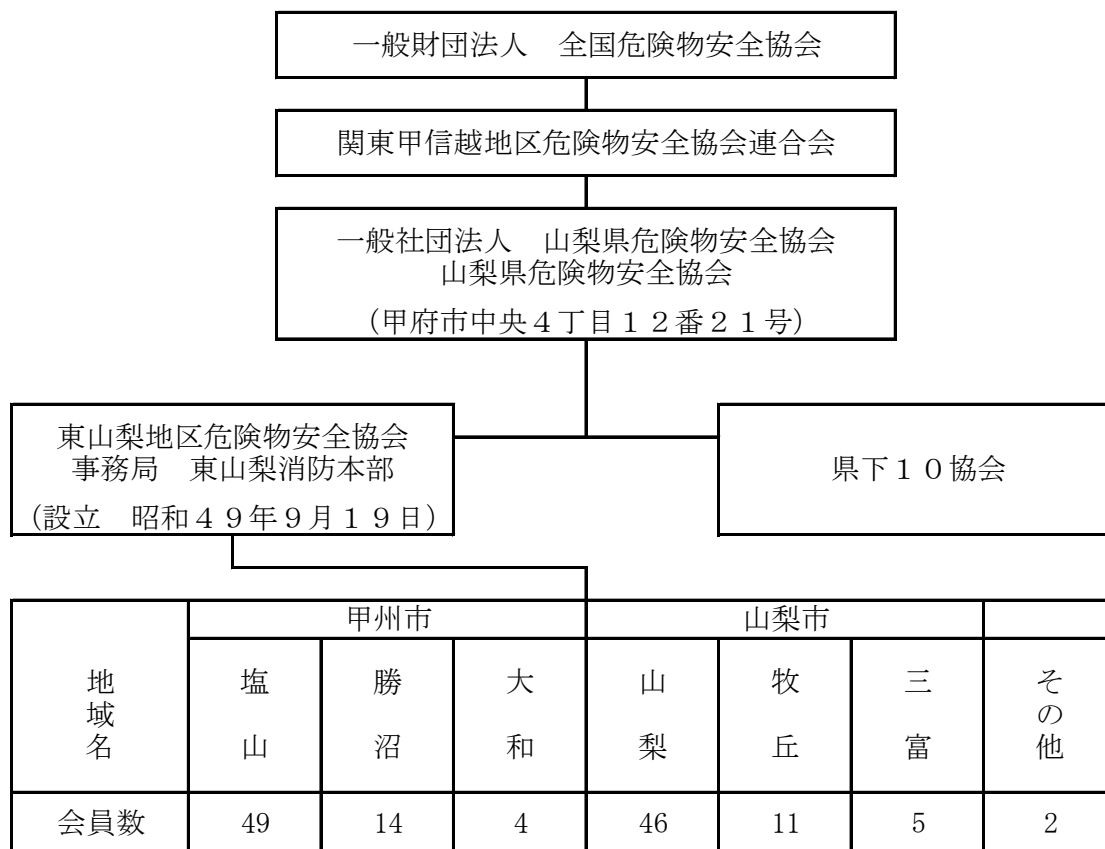 一般財団法人　全国危険物安全協会
関東甲信越地区危険物安全協会連合会
一般社団法人　山梨県危険物安全協会
山梨県危険物安全協会
（甲府市中央４丁目１２番２１号）
東山梨地区危険物安全協会
事務局　東山梨消防本部
（設立　昭和４９年９月１９日）
県下１０協会
地域名
甲州市
山梨市
塩山
勝沼
大和
山梨
牧丘
三富
その他
会員数 49 14 4 46 11 5 2